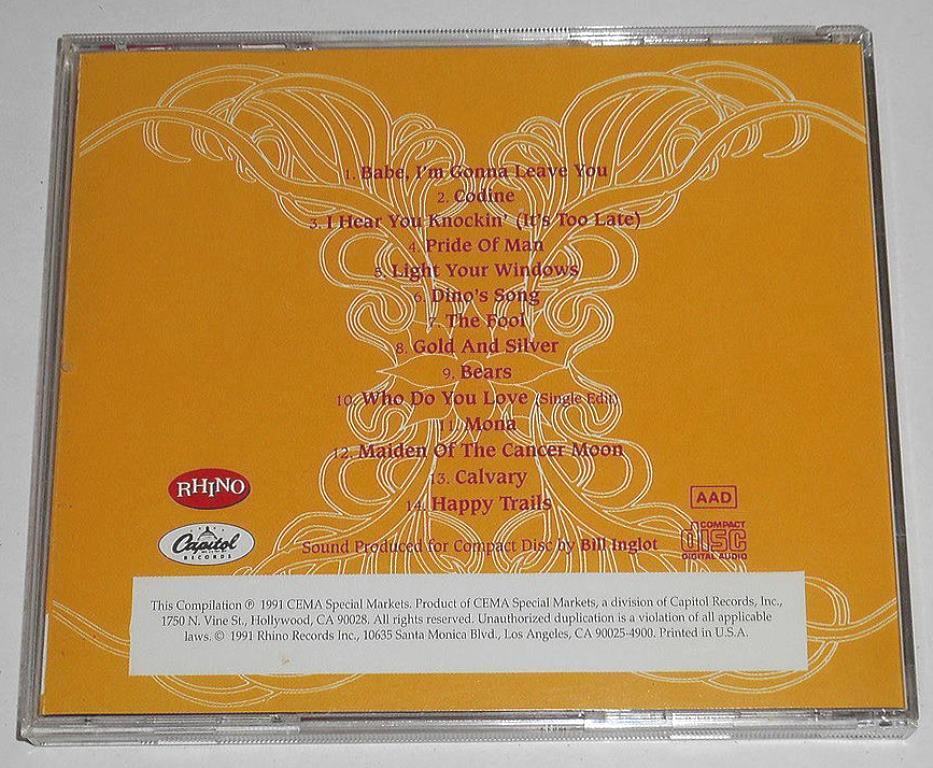 1. Babe, I'm Gonna Leave You
2. Codine
3. I Hear You Knockin' (It's Too Late)
4. Pride Of Man
5. Light Your Windows
6. Dino's Song
7. The Fool
8. Gold And Silver
9. Bears
10. Who Do You Love (Single Edit)
11. Mona
12. Maiden Of The Cancer Moon
13. Calvary
14. Happy Trails
RHINO
AAD
Capitol
RECORDS
Sound Produced for Compact Disc by Bill Inglot
COMPACT
disc
DIGITAL AUDIO
This Compilation ℗ 1991 CEMA Special Markets. Product of CEMA Special Markets, a division of Capitol Records, Inc.,
1750 N. Vine St., Hollywood, CA 90028. All rights reserved. Unauthorized duplication is a violation of all applicable
laws. © 1991 Rhino Records Inc., 10635 Santa Monica Blvd., Los Angeles, CA 90025-4900. Printed in U.S.A.